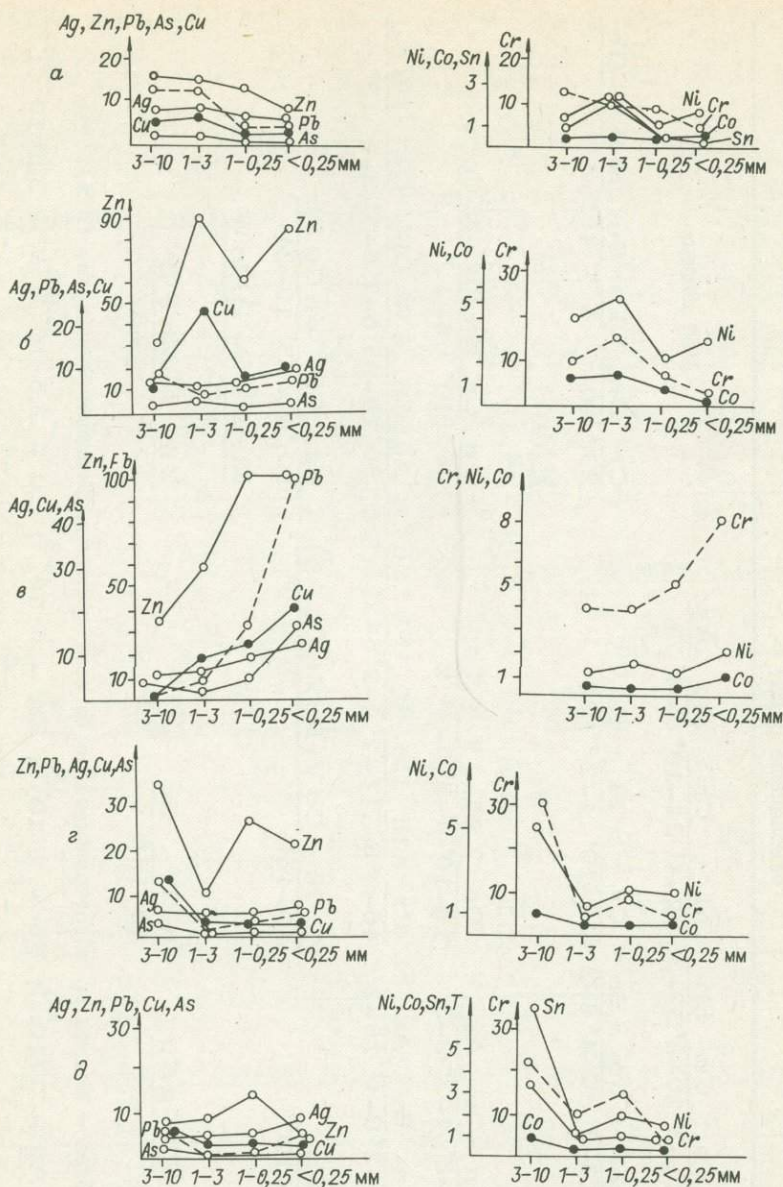 Ag, Zn, Pb, As, Cu
20
10
а
Ag
Cu
Zn
Pb
As
3-10 1-3 1-0,25 <0,25 мм
Ni, Co, Sn
3
1
Cr
20
10
Ni
Cr
Co
Sn
3-10 1-3 1-0,25 <0,25 мм
Zn
90
50
10
Ag, Pb, As, Cu
20
10
б
Zn
Cu
Ag
Pb
As
3-10 1-3 1-0,25 <0,25 мм
Ni, Co
5
1
Cr
30
10
Ni
Cr
Co
3-10 1-3 1-0,25 <0,25 мм
Zn, Pb
100
50
10
Ag, Cu, As
40
30
10
в
Zn
Pb
Cu
As
Ag
3-10 1-3 1-0,25 <0,25 мм
Cr, Ni, Co
8
5
1
Cr
Ni
Co
3-10 1-3 1-0,25 <0,25 мм
Zn, Pb, Ag, Cu, As
30
20
10
г
Ag
As
Zn
Pb
Cu
3-10 1-3 1-0,25 <0,25 мм
Ni, Co
5
1
Cr
30
10
Ni
Cr
Co
3-10 1-3 1-0,25 <0,25 мм
Ag, Zn, Pb, Cu, As
30
10
д
Pb
As
Ag
Zn
Cu
3-10 1-3 1-0,25 <0,25 мм
Ni, Co, Sn, T
5
3
1
Cr
30
10
Sn
Co
Ni
Cr
3-10 1-3 1-0,25 <0,25 мм